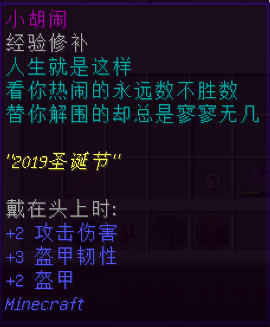 小胡闹
经验修补
人生就是这样
看你热闹的永远数不胜数
替你解围的却总是寥寥无几
"2019圣诞节"
戴在头上时:
+2 攻击伤害
+3 盔甲韧性
+2 盔甲
Minecraft